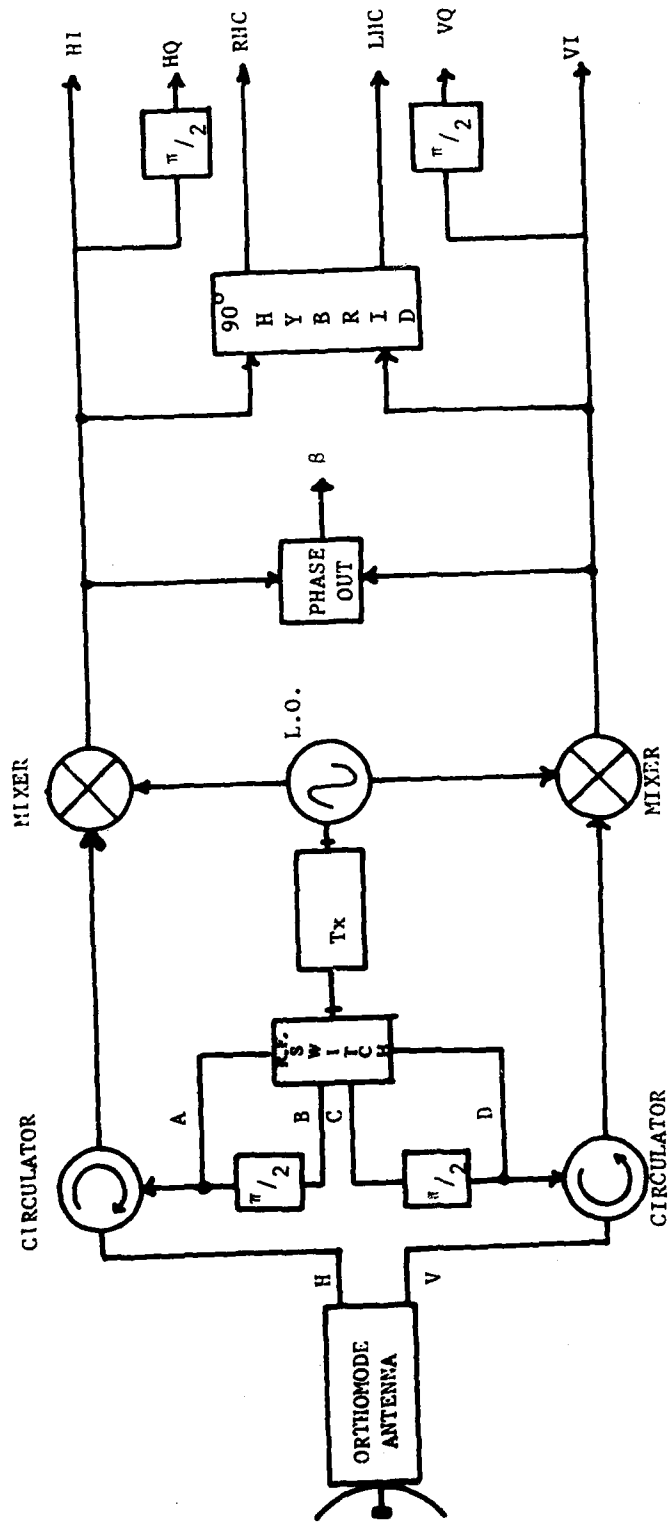 HI
HQ
π/2
RHC
90°
HYBRID
LHC
VQ
π/2
VI
β
PHASE
OUT
MIXER
L.O.
MIXER
Tx
R.F.
SWITCH
A
B
C
D
π/2
π/2
CIRCULATOR
CIRCULATOR
H
V
ORTHOMODE
ANTENNA